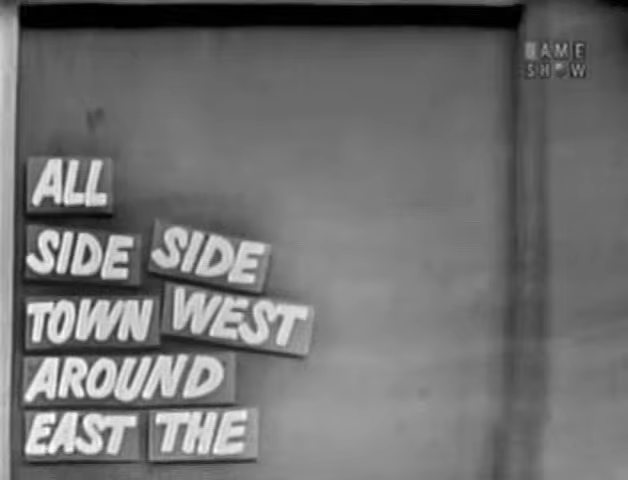 GAME
SHOW
ALL
SIDE SIDE
TOWN WEST
AROUND
EAST THE